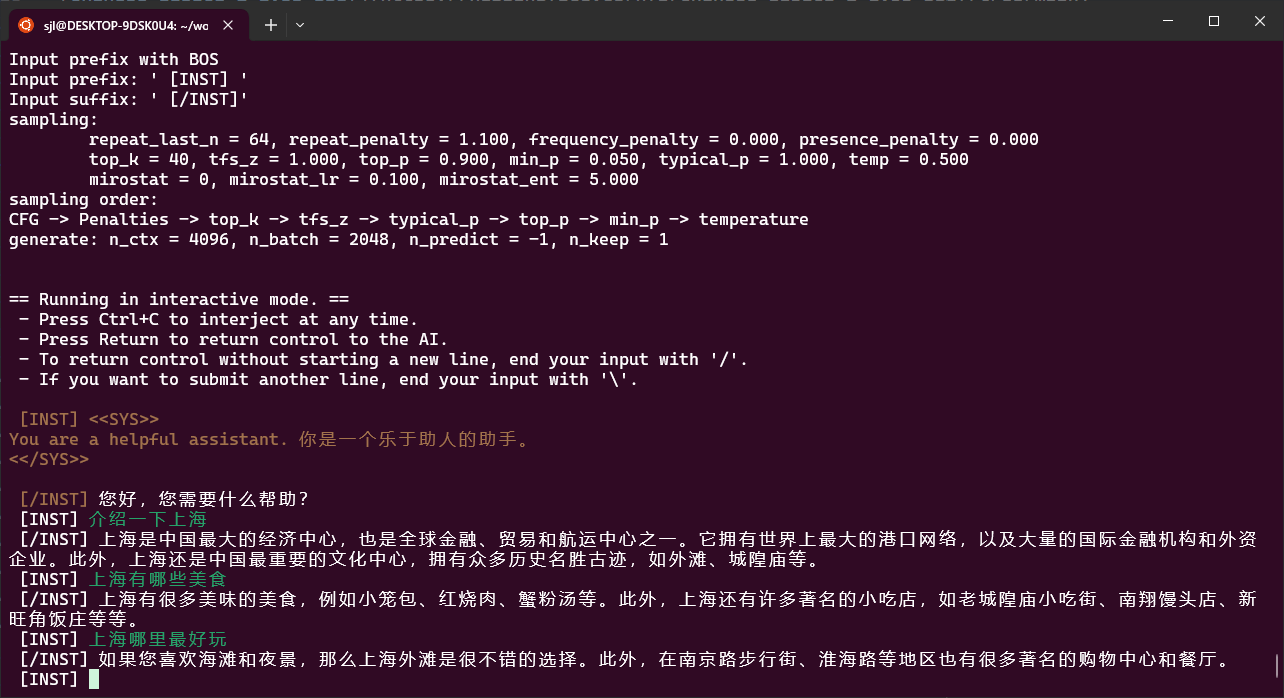 sjl@DESKTOP-9DSK0U4: ~/wo
Input prefix with BOS
Input prefix: ' [INST] '
Input suffix: ' [/INST]'
sampling:
repeat_last_n = 64, repeat_penalty = 1.100, frequency_penalty = 0.000, presence_penalty = 0.000
top_k = 40, tfs_z = 1.000, top_p = 0.900, min_p = 0.050, typical_p = 1.000, temp = 0.500
mirostat = 0, mirostat_lr = 0.100, mirostat_ent = 5.000
sampling order:
CFG -> Penalties -> top_k -> tfs_z -> typical_p -> top_p -> min_p -> temperature
generate: n_ctx = 4096, n_batch = 2048, n_predict = -1, n_keep = 1
== Running in interactive mode. ==
- Press Ctrl+C to interject at any time.
- Press Return to return control to the AI.
- To return control without starting a new line, end your input with '/'.
- If you want to submit another line, end your input with '\'.
[INST] <<SYS>>
You are a helpful assistant. 你是一个乐于助人的助手。
<</SYS>>
[/INST] 您好，您需要什么帮助？
[INST] 介绍一下上海
[/INST] 上海是中国最大的经济中心，也是全球金融、贸易和航运中心之一。它拥有世界上最大的港口网络，以及大量的国际金融机构和外资
企业。此外，上海还是中国最重要的文化中心，拥有众多历史名胜古迹，如外滩、城隍庙等。
[INST] 上海有哪些美食
[/INST] 上海有很多美味的美食，例如小笼包、红烧肉、蟹粉汤等。此外，上海还有许多著名的小吃店，如老城隍庙小吃街、南翔馒头店、新
旺角饭庄等等。
[INST] 上海哪里最好玩
[/INST] 如果您喜欢海滩和夜景，那么上海外滩是很不错的选择。此外，在南京路步行街、淮海路等地区也有很多著名的购物中心和餐厅。
[INST]